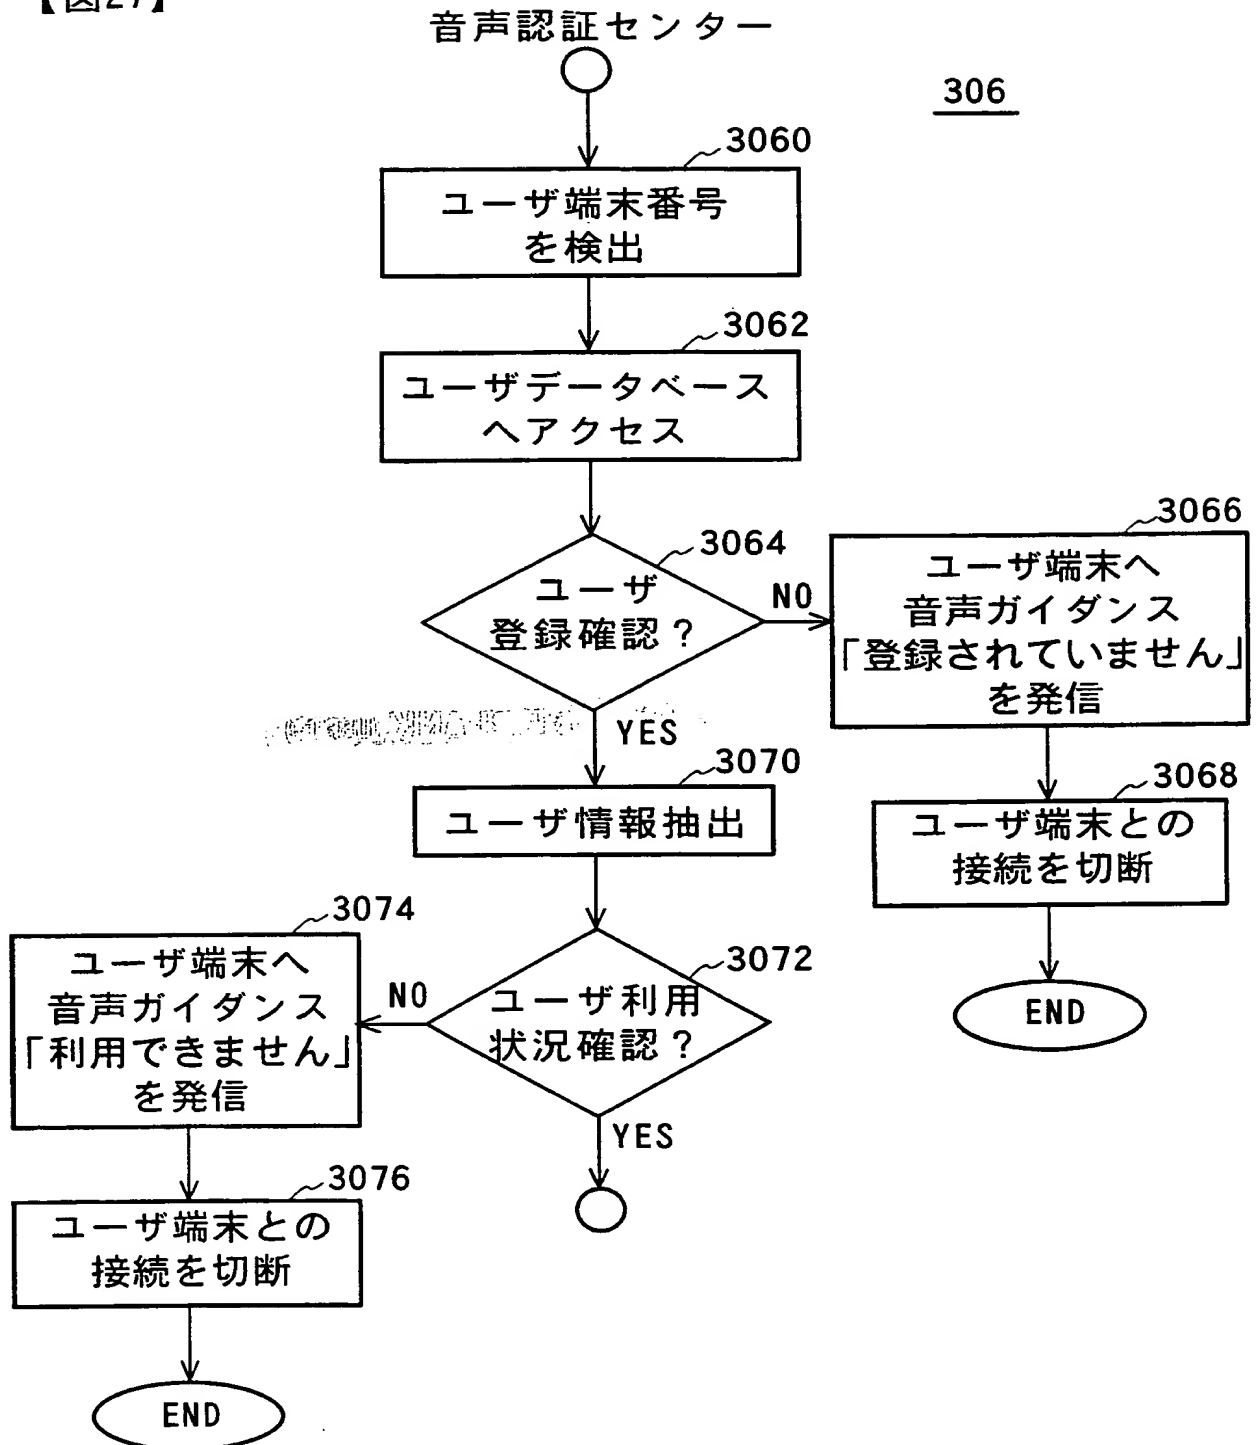 【図27】
音声認証センター
306
3060
ユーザ端末番号
を検出
3062
ユーザデータベース
へアクセス
3064
ユーザ
登録確認？
NO
3066
ユーザ端末へ
音声ガイダンス
「登録されていません」
を発信
YES
3068
ユーザ端末との
接続を切断
END
3070
ユーザ情報抽出
3072
ユーザ利用
状況確認？
NO
3074
ユーザ端末へ
音声ガイダンス
「利用できません」
を発信
YES
3076
ユーザ端末との
接続を切断
END